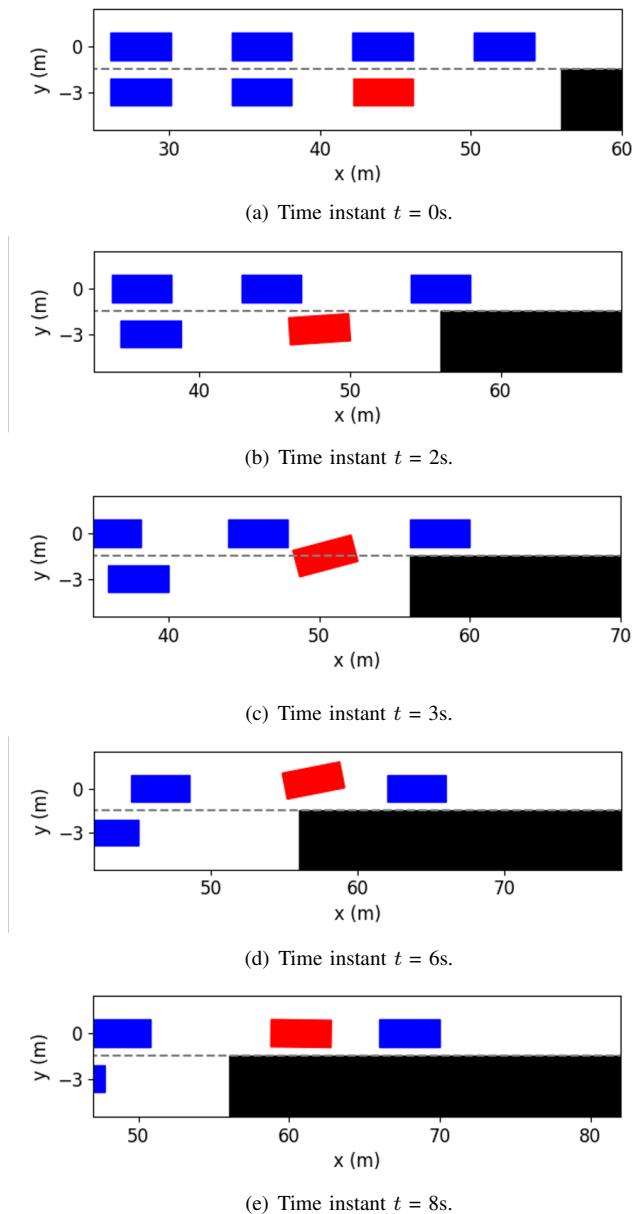 y (m)
0
−3
30 40 50 60
x (m)
(a) Time instant t = 0s.
y (m)
0
−3
40 50 60
x (m)
(b) Time instant t = 2s.
y (m)
0
−3
40 50 60 70
x (m)
(c) Time instant t = 3s.
y (m)
0
−3
50 60 70
x (m)
(d) Time instant t = 6s.
y (m)
0
−3
50 60 70 80
x (m)
(e) Time instant t = 8s.